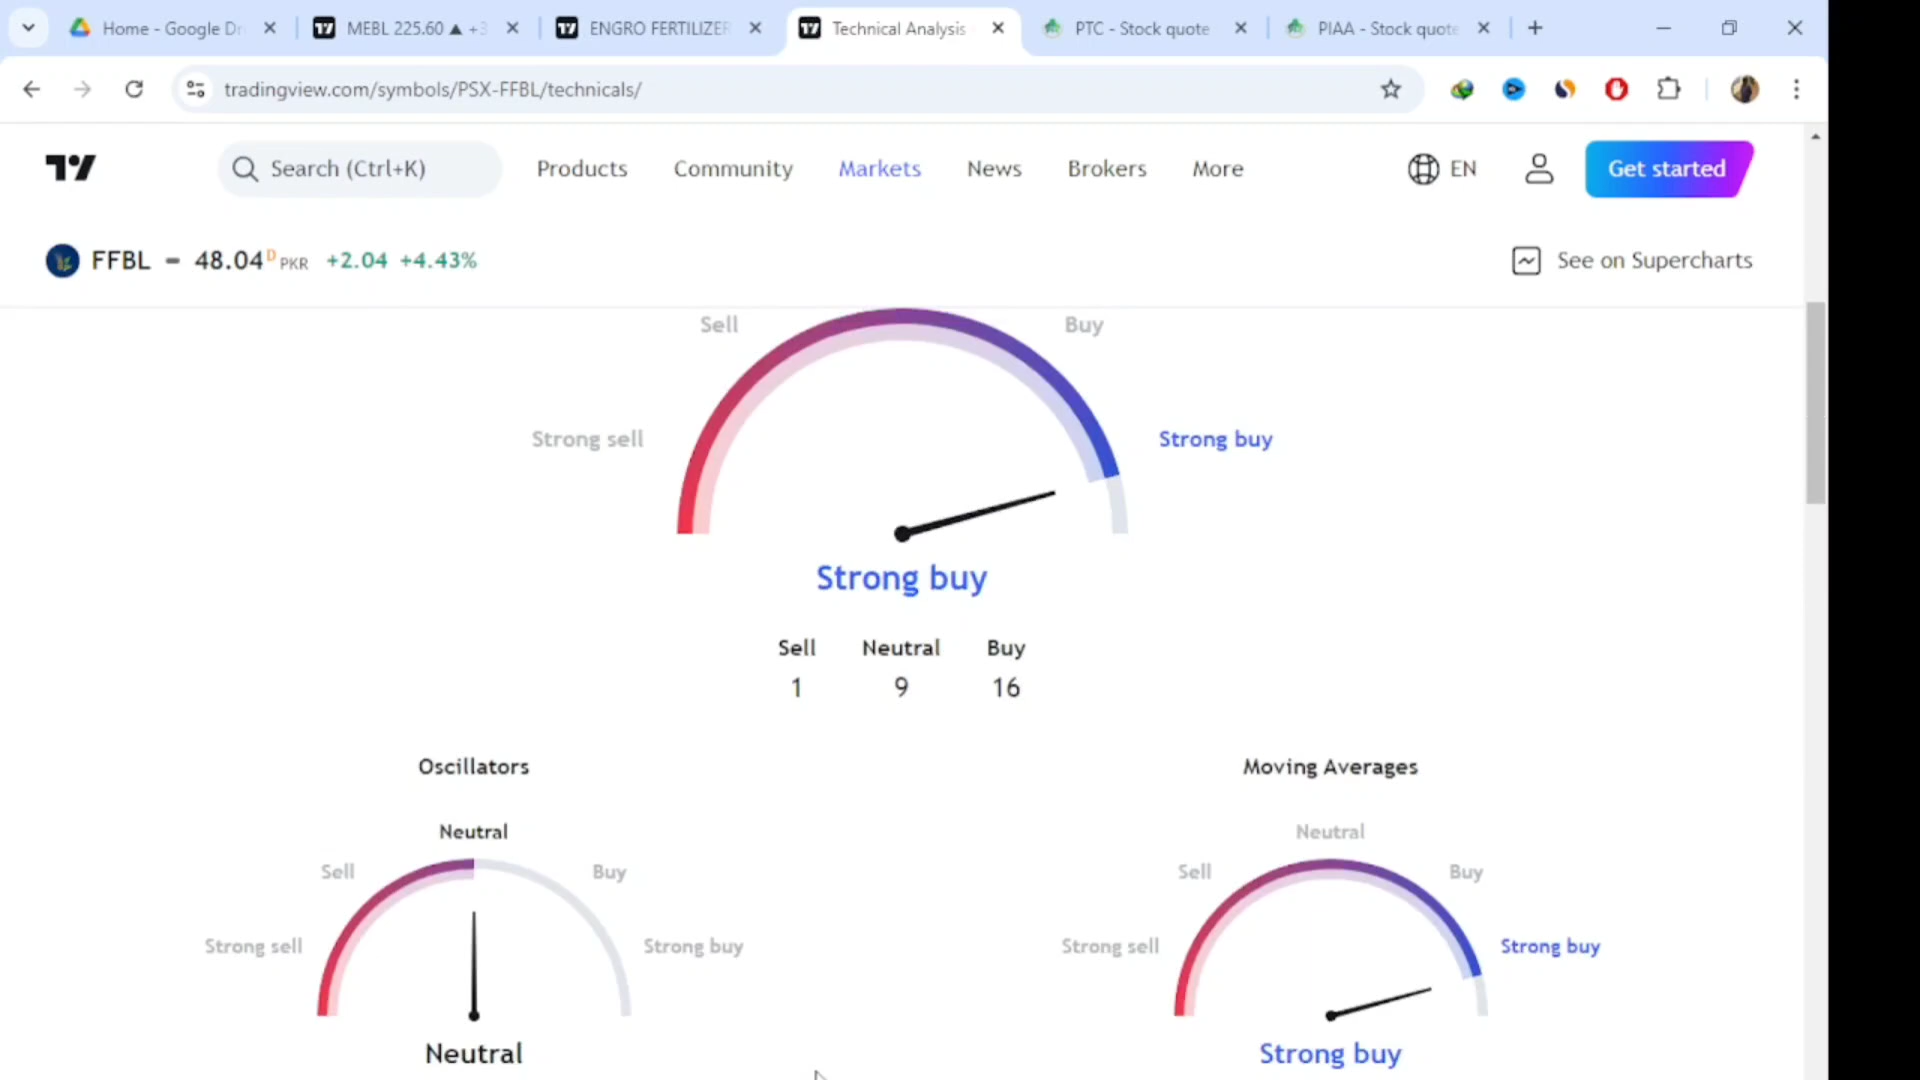 Home - Google Dr
MEBL 225.60 ▲ +3
ENGRO FERTILIZER
Technical Analysis
PTC - Stock quote
PIAA - Stock quote
tradingview.com/symbols/PSX-FFBL/technicals/
Search (Ctrl+K)
Products
Community
Markets
News
Brokers
More
EN
Get started
FFBL
48.04 D PKR +2.04 +4.43%
See on Supercharts
Sell
Buy
Strong sell
Strong buy
Strong buy
Sell Neutral Buy
1 9 16
Oscillators
Neutral
Sell
Buy
Strong sell
Strong buy
Neutral
Moving Averages
Neutral
Sell
Buy
Strong sell
Strong buy
Strong buy